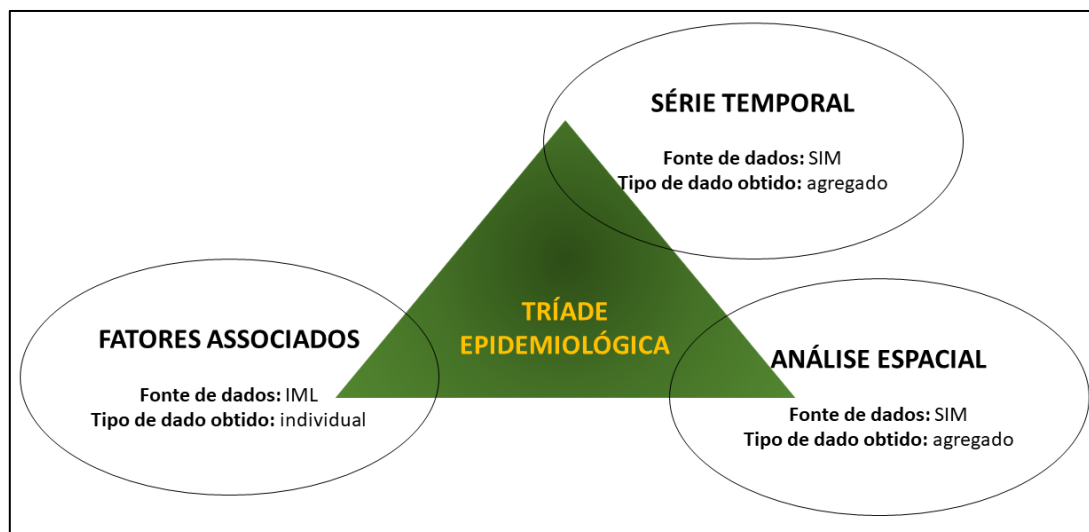 SÉRIE TEMPORAL
Fonte de dados: SIM
Tipo de dado obtido: agregado
TRÍADE
EPIDEMIOLÓGICA
FATORES ASSOCIADOS
Fonte de dados: IML
Tipo de dado obtido: individual
ANÁLISE ESPACIAL
Fonte de dados: SIM
Tipo de dado obtido: agregado